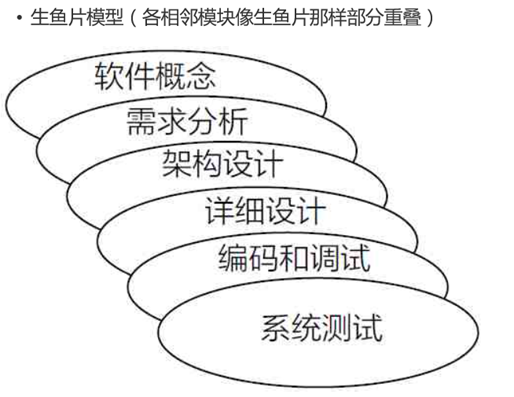 • 生鱼片模型（各相邻模块像生鱼片那样部分重叠）
软件概念
需求分析
架构设计
详细设计
编码和调试
系统测试